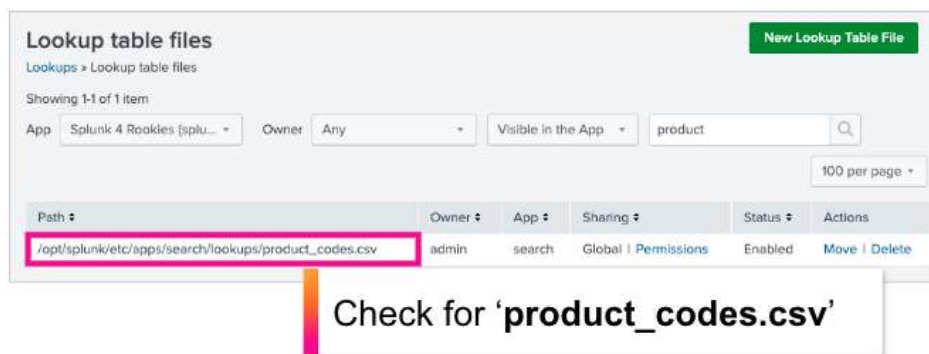 Lookup table files
New Lookup Table File
Lookups » Lookup table files
Showing 1-1 of 1 item
App Splunk 4 Rookies (splu... Owner Any Visible in the App product
100 per page
Path Owner App Sharing Status Actions
/opt/splunk/etc/apps/search/lookups/product_codes.csv admin search Global | Permissions Enabled Move | Delete
Check for ‘product_codes.csv’